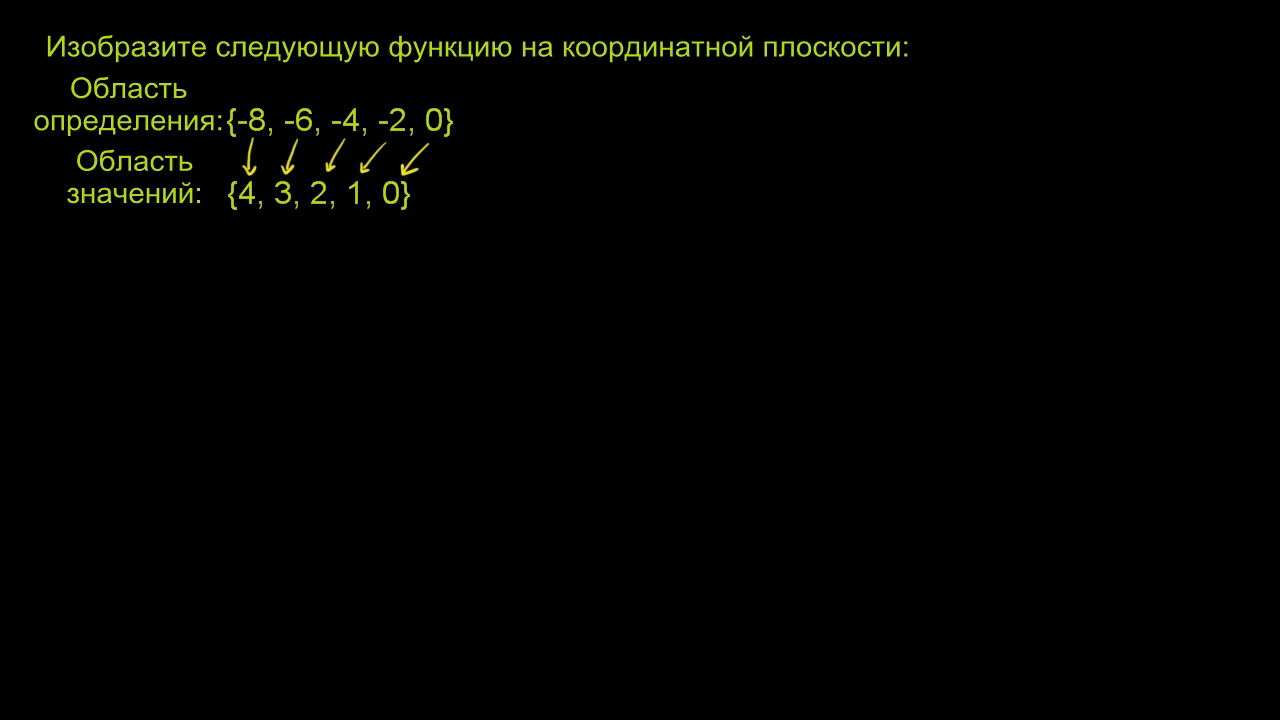 Изобразите следующую функцию на координатной плоскости:
Область
определения: {-8, -6, -4, -2, 0}
Область
значений: {4, 3, 2, 1, 0}